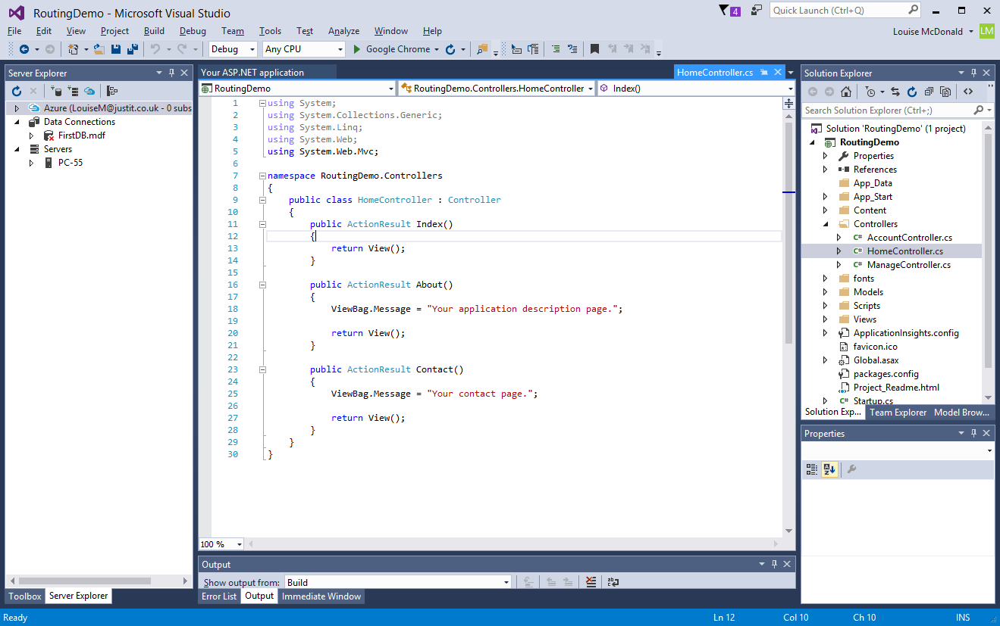 RoutingDemo - Microsoft Visual Studio
4
Quick Launch (Ctrl+Q)
File Edit View Project Build Debug Team Tools Test Analyze Window Help
Louise McDonald LM
Debug Any CPU Google Chrome
Server Explorer
Azure (LouiseM@justit.co.uk - 0 subs
Data Connections
FirstDB.mdf
Servers
PC-55
Toolbox Server Explorer
Your ASP.NET application HomeController.cs
RoutingDemo RoutingDemo.Controllers.HomeController Index()
1 using System;
2 using System.Collections.Generic;
3 using System.Linq;
4 using System.Web;
5 using System.Web.Mvc;
6
7 namespace RoutingDemo.Controllers
8 {
9 public class HomeController : Controller
10 {
11 public ActionResult Index()
12 {
13 return View();
14 }
15
16 public ActionResult About()
17 {
18 ViewBag.Message = "Your application description page.";
19
20 return View();
21 }
22
23 public ActionResult Contact()
24 {
25 ViewBag.Message = "Your contact page.";
26
27 return View();
28 }
29 }
30 }
100 %
Output
Show output from: Build
Error List Output Immediate Window
Solution Explorer
Search Solution Explorer (Ctrl+;)
Solution 'RoutingDemo' (1 project)
RoutingDemo
Properties
References
App_Data
App_Start
Content
Controllers
C# AccountController.cs
C# HomeController.cs
C# ManageController.cs
fonts
Models
Scripts
Views
ApplicationInsights.config
favicon.ico
Global.asax
packages.config
Project_Readme.html
C# Startup.cs
Solution Exp... Team Explorer Model Brow...
Properties
Ready Ln 12 Col 10 Ch 10 INS